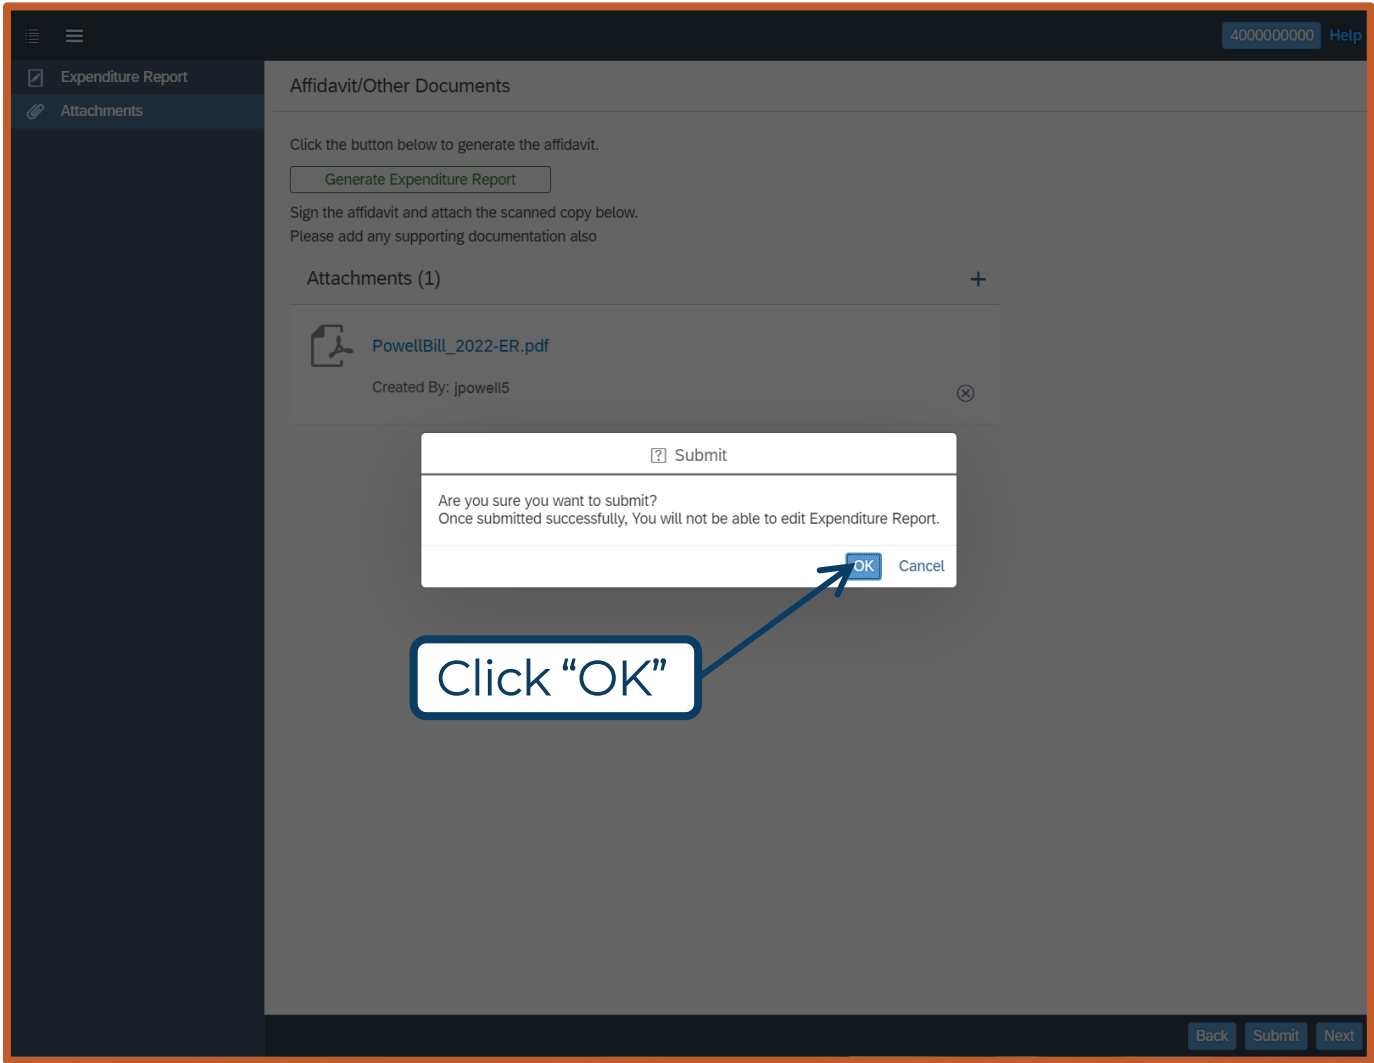 4000000000 Help
Expenditure Report
Attachments
Affidavit/Other Documents
Click the button below to generate the affidavit.
Generate Expenditure Report
Sign the affidavit and attach the scanned copy below.
Please add any supporting documentation also
Attachments (1)
PowellBill_2022-ER.pdf
Created By: jpowell5
Submit
Are you sure you want to submit?
Once submitted successfully, You will not be able to edit Expenditure Report.
OK Cancel
Click “OK”
Back Submit Next